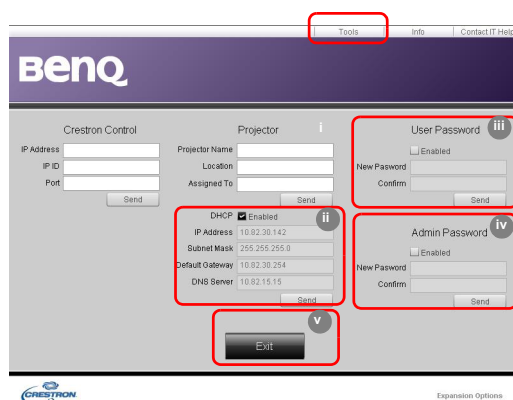 Tools Info Contact IT Help
BenQ
Crestron Control
IP Address
IP ID
Port
Send
Projector i
Projector Name
Location
Assigned To
Send
ii
DHCP Enabled
IP Address 10.82.30.142
Subnet Mask 255.255.255.0
Default Gateway 10.82.30.254
DNS Server 10.82.15.15
Send
User Password iii
Enabled
New Pasword
Confirm
Send
Admin Password iv
Enabled
New Pasword
Confirm
Send
v
Exit
CRESTRON
Expansion Options